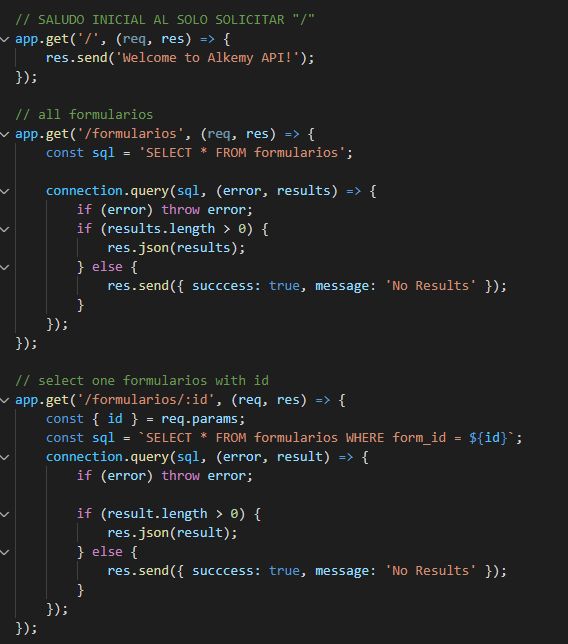 // SALUDO INICIAL AL SOLO SOLICITAR "/"
app.get('/', (req, res) => {
    res.send('Welcome to Alkemy API!');
});

// all formularios
app.get('/formularios', (req, res) => {
    const sql = 'SELECT * FROM formularios';

    connection.query(sql, (error, results) => {
        if (error) throw error;
        if (results.length > 0) {
            res.json(results);
        } else {
            res.send({ succcess: true, message: 'No Results' });
        }
    });
});

// select one formularios with id
app.get('/formularios/:id', (req, res) => {
    const { id } = req.params;
    const sql = `SELECT * FROM formularios WHERE form_id = ${id}`;
    connection.query(sql, (error, result) => {
        if (error) throw error;

        if (result.length > 0) {
            res.json(result);
        } else {
            res.send({ succcess: true, message: 'No Results' });
        }
    });
});